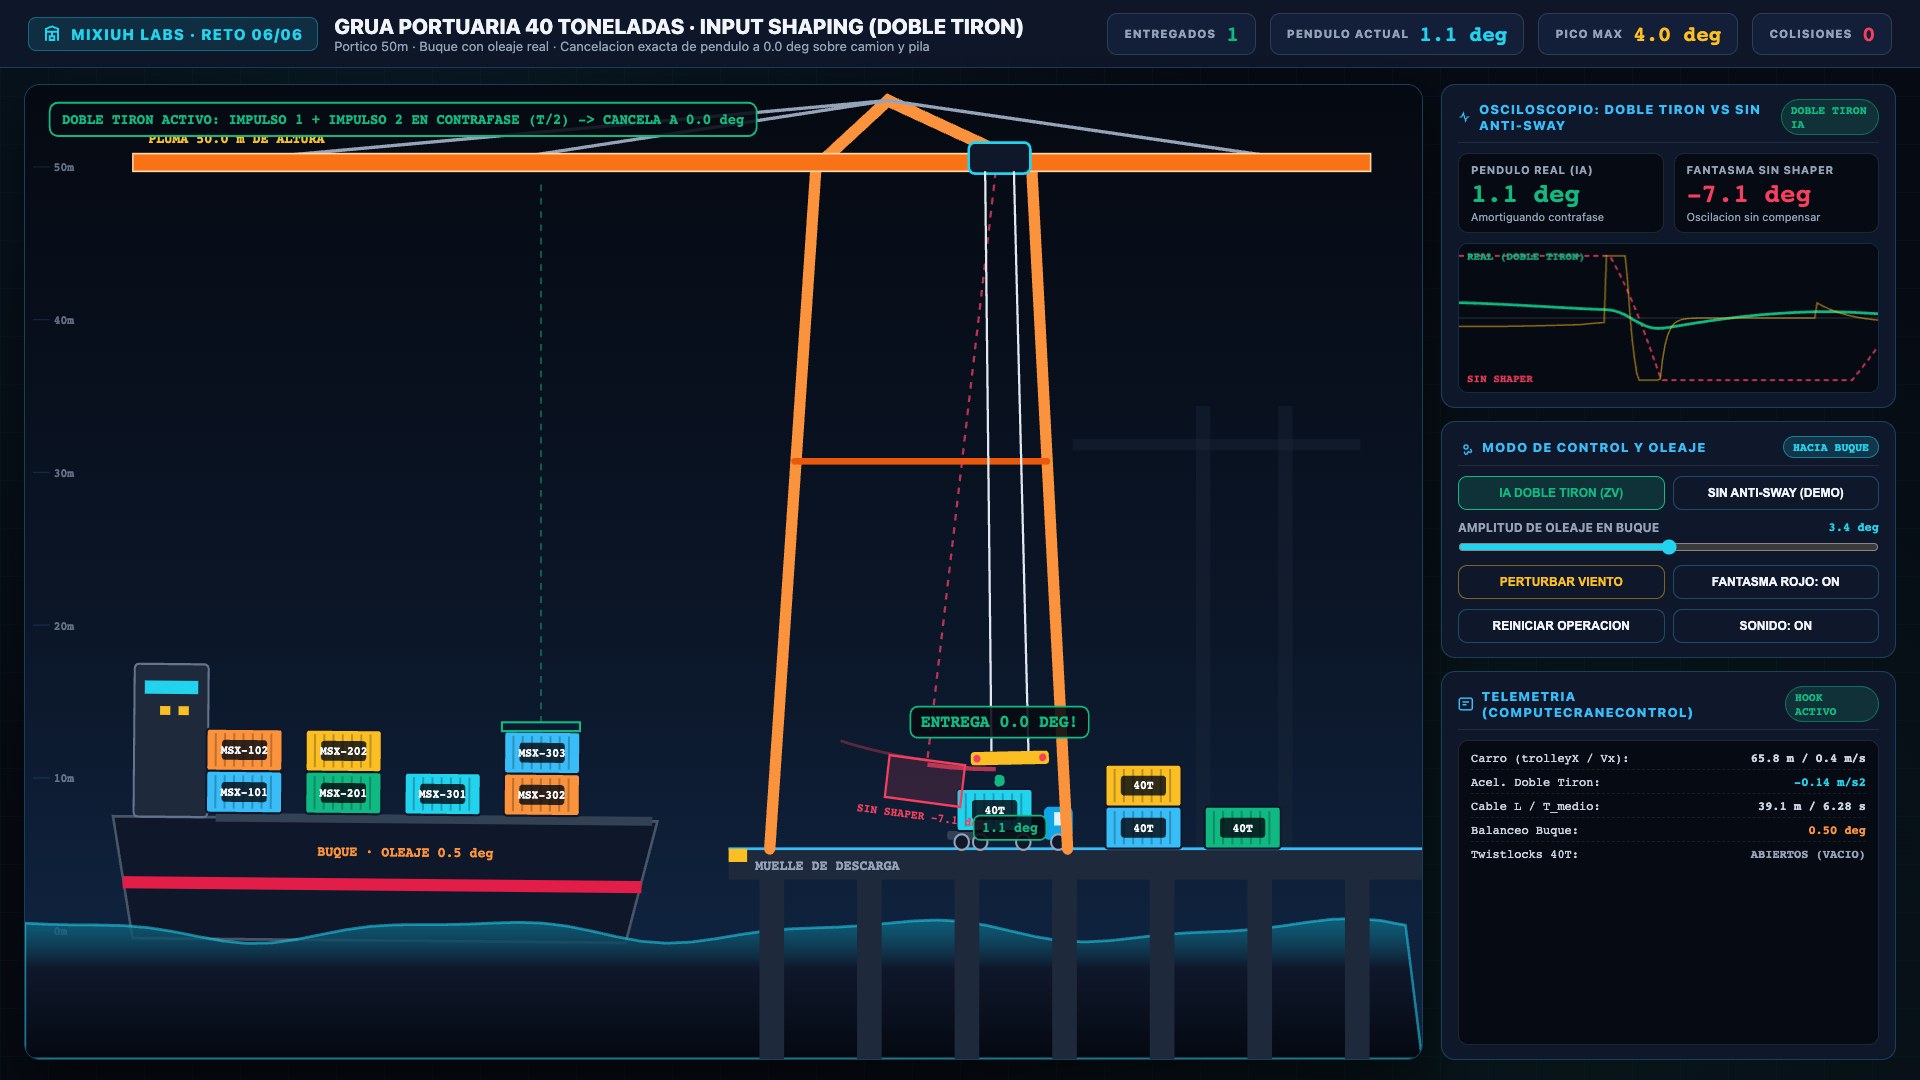 MIXIUH LABS · RETO 06/06
GRUA PORTUARIA 40 TONELADAS · INPUT SHAPING (DOBLE TIRON)
Portico 50m · Buque con oleaje real · Cancelacion exacta de pendulo a 0.0 deg sobre camion y pila
ENTREGADOS 1
PENDULO ACTUAL 1.1 deg
PICO MAX 4.0 deg
COLISIONES 0
DOBLE TIRON ACTIVO: IMPULSO 1 + IMPULSO 2 EN CONTRAFASE (T/2) -> CANCELA A 0.0 deg
PLUMA 50.0 m DE ALTURA
50m
40m
30m
20m
10m
0m
MSX-102
MSX-202
MSX-303
MSX-101
MSX-201
MSX-301
MSX-302
BUQUE · OLEAJE 0.5 deg
ENTREGA 0.0 DEG!
SIN SHAPER -7.1
40T
1.1 deg
40T
40T
40T
MUELLE DE DESCARGA
OSCILOSCOPIO: DOBLE TIRON VS SIN
ANTI-SWAY
DOBLE TIRON
IA
PENDULO REAL (IA)
1.1 deg
Amortiguando contrafase
FANTASMA SIN SHAPER
-7.1 deg
Oscilacion sin compensar
REAL (DOBLE TIRON)
SIN SHAPER
MODO DE CONTROL Y OLEAJE
HACIA BUQUE
IA DOBLE TIRON (ZV)
SIN ANTI-SWAY (DEMO)
AMPLITUD DE OLEAJE EN BUQUE
3.4 deg
PERTURBAR VIENTO
FANTASMA ROJO: ON
REINICIAR OPERACION
SONIDO: ON
TELEMETRIA
(COMPUTECRANECONTROL)
HOOK
ACTIVO
Carro (trolleyX / Vx): 65.8 m / 0.4 m/s
Acel. Doble Tiron: -0.14 m/s2
Cable L / T_medio: 39.1 m / 6.28 s
Balanceo Buque: 0.50 deg
Twistlocks 40T: ABIERTOS (VACIO)